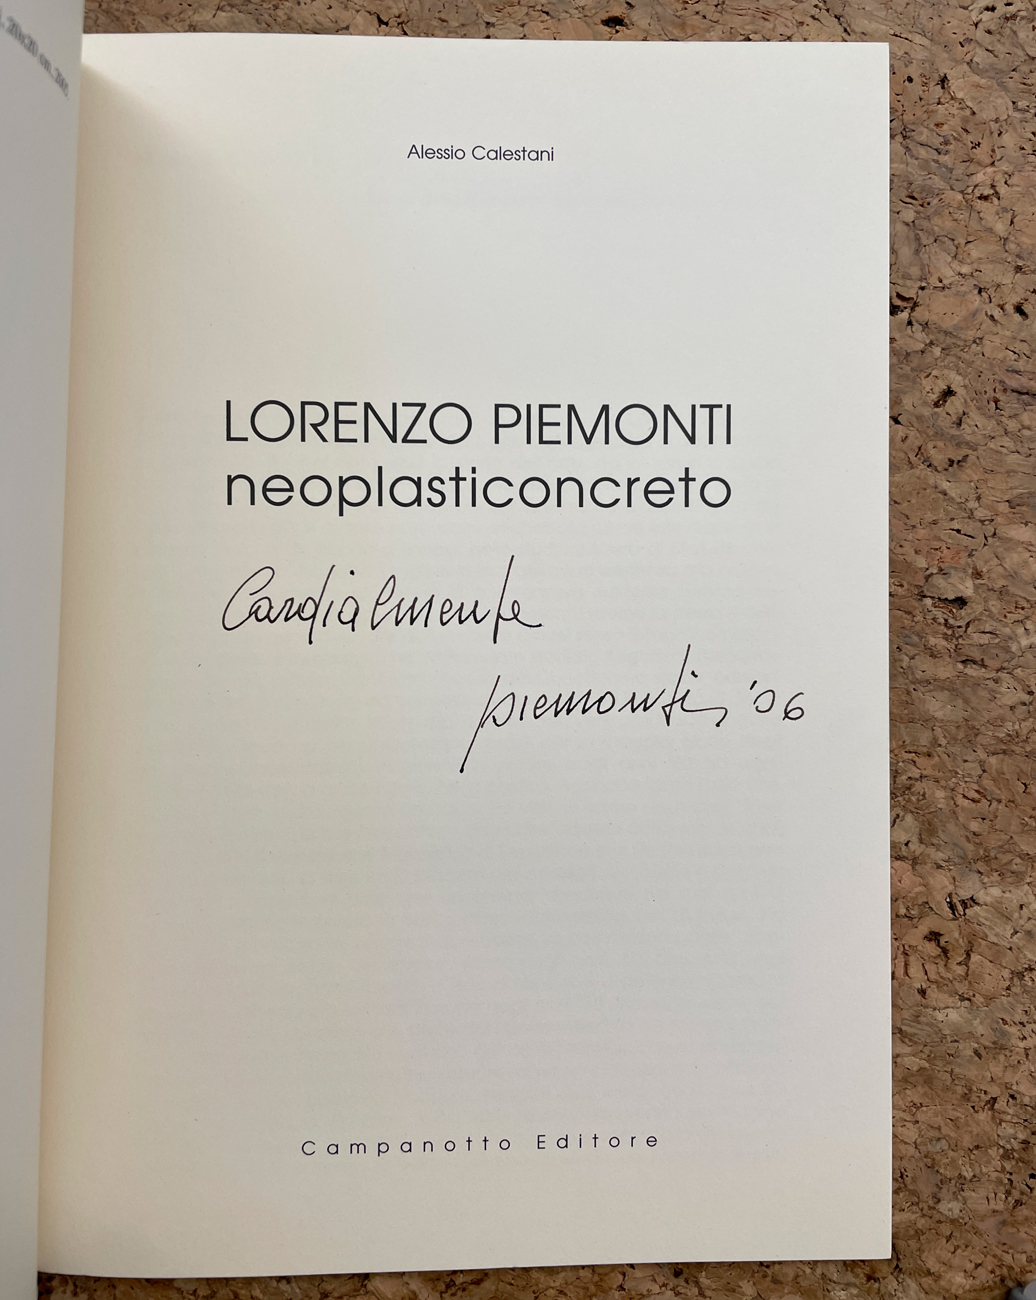 Alessio Calestani
LORENZO PIEMONTI
neoplasticoncreto
Cordialmente
piemonti '06
Campanotto Editore